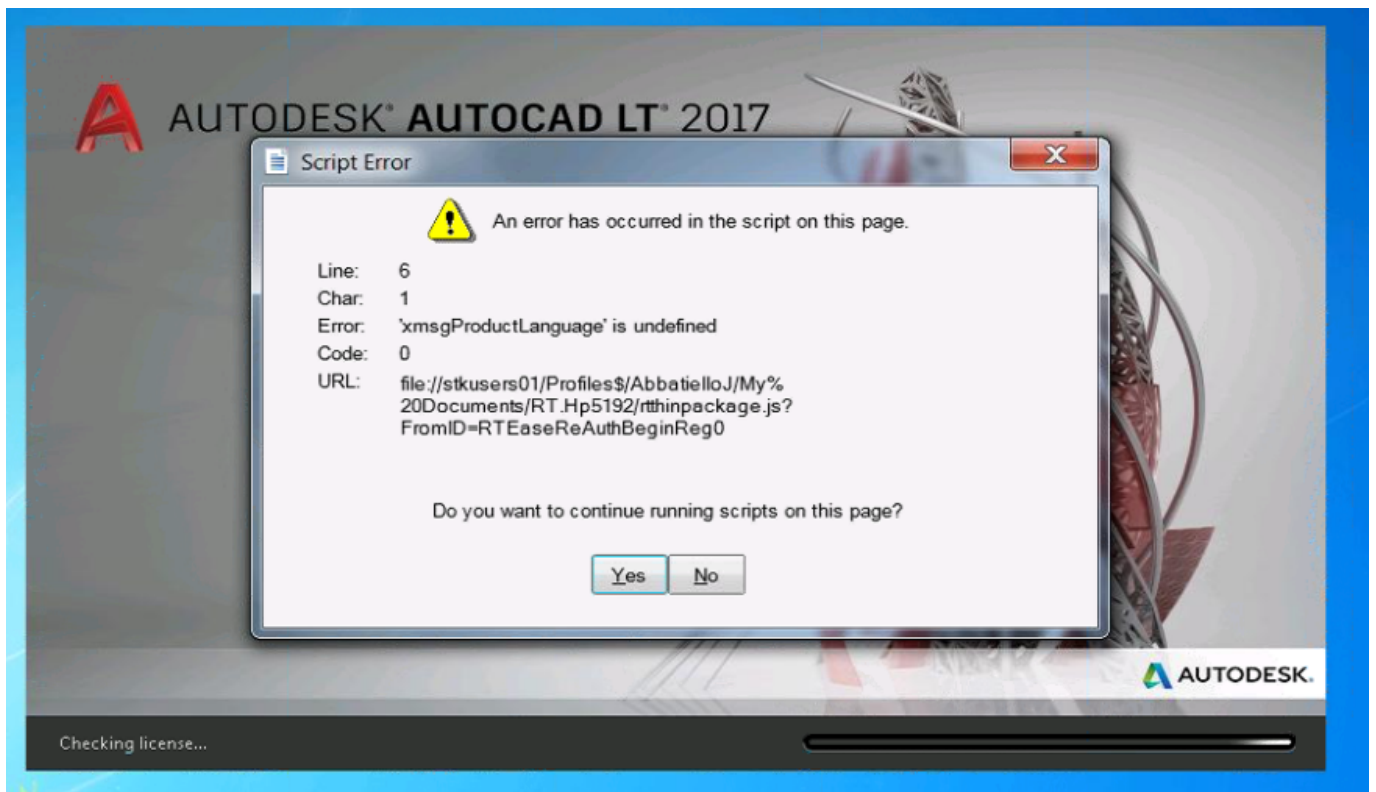 AUTODESK® AUTOCAD LT® 2017
Script Error
An error has occurred in the script on this page.
Line: 6
Char: 1
Error: 'xmsgProductLanguage' is undefined
Code: 0
URL: file://stkusers01/Profiles$/AbbatielloJ/My%
20Documents/RT.Hp5192/rtthinpackage.js?
FromID=RTEaseReAuthBeginReg0
Do you want to continue running scripts on this page?
Yes No
AUTODESK.
Checking license...